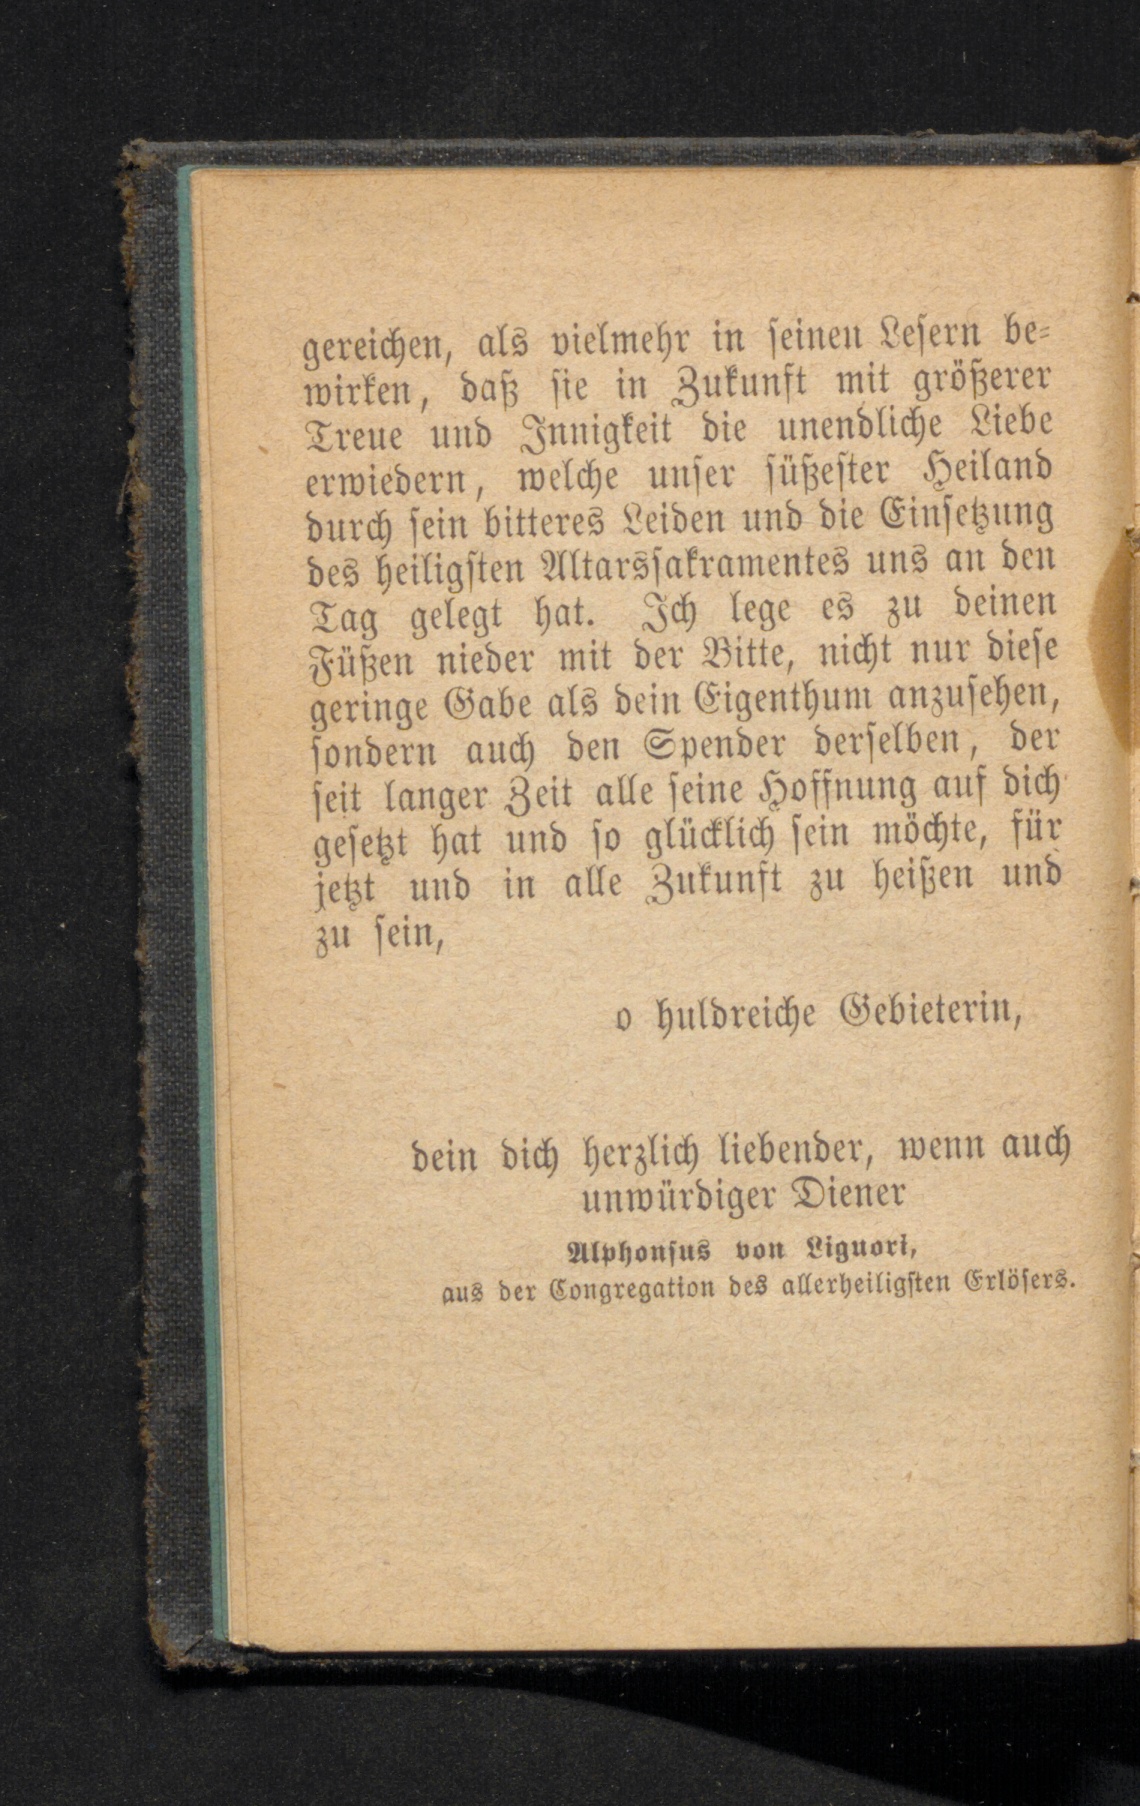 gereichen, als vielmehr in seinen Lesern be-
wirken, daß sie in Zukunft mit größerer
Treue und Innigkeit die unendliche Liebe
erwiedern, welche unser süßester Heiland
durch sein bitteres Leiden und die Einsetzung
des heiligsten Altarssakramentes uns an den
Tag gelegt hat. Ich lege es zu deinen
Füßen nieder mit der Bitte, nicht nur diese
geringe Gabe als dein Eigenthum anzusehen,
sondern auch den Spender derselben, der
seit langer Zeit alle seine Hoffnung auf dich
gesetzt hat und so glücklich sein möchte, für
jetzt und in alle Zukunft zu heißen und
zu sein,
o huldreiche Gebieterin,
dein dich herzlich liebender, wenn auch
unwürdiger Diener
Alphonsus von Liguori,
aus der Congregation des allerheiligsten Erlösers.